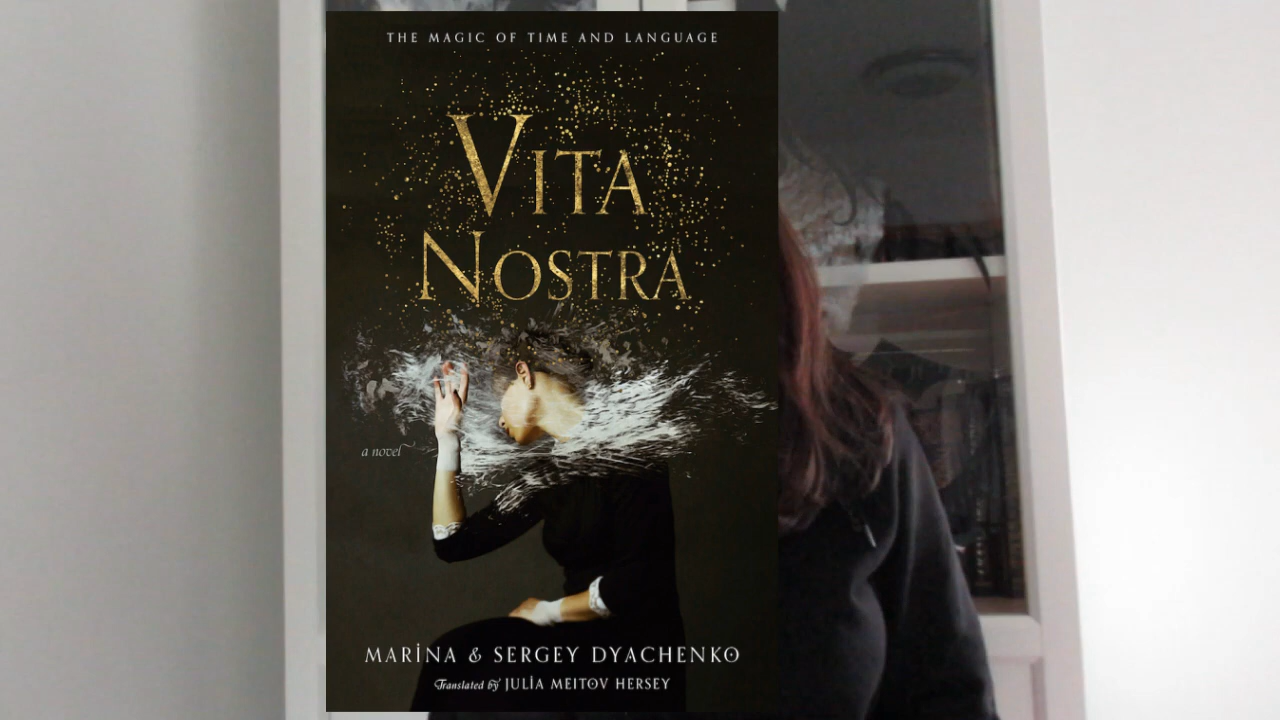 THE MAGIC OF TIME AND LANGUAGE
VITA
NOSTRA
a novel
MARINA & SERGEY DYACHENKO
Translated by JULIA MEITOV HERSEY